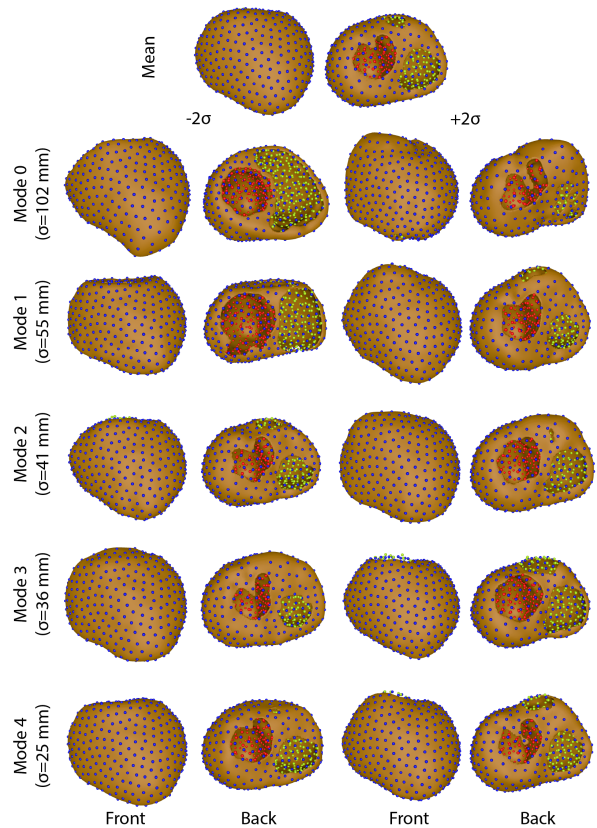 Mean
-2σ
+2σ
Mode 0
(σ=102 mm)
Mode 1
(σ=55 mm)
Mode 2
(σ=41 mm)
Mode 3
(σ=36 mm)
Mode 4
(σ=25 mm)
Front
Back
Front
Back